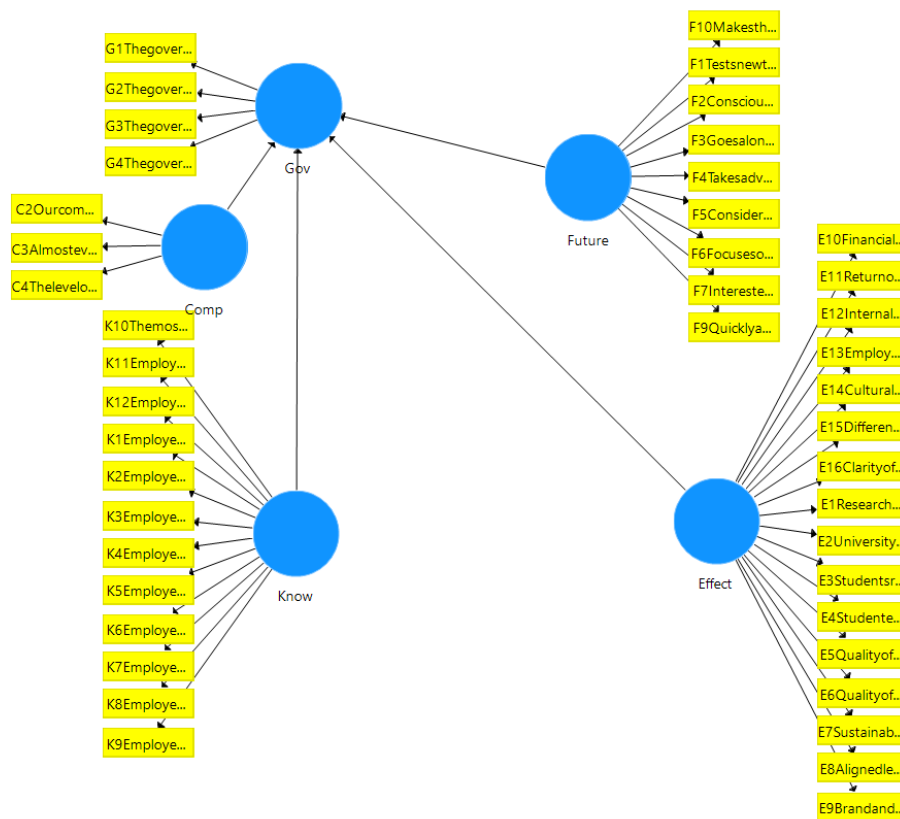 G1Thegover...
G2Thegover...
G3Thegover...
G4Thegover...
Gov
C2Ourcom...
C3Almostev...
C4Thelevelo...
Comp
K10Themos...
K11Employ...
K12Employ...
K1Employe...
K2Employe...
K3Employe...
K4Employe...
K5Employe...
K6Employe...
K7Employe...
K8Employe...
K9Employe...
Know
F10Makesth...
F1Testsnewt...
F2Consciou...
F3Goesalon...
F4Takesadv...
F5Consider...
F6Focuseso...
F7Intereste...
F9Quicklya...
Future
E10Financial..
E11Returno...
E12Internal..
E13Employ...
E14Cultural..
E15Differen..
E16Clarityof..
E1Research...
E2University..
E3Studentsr..
E4Studente...
E5Qualityof..
E6Qualityof..
E7Sustainab..
E8Alignedle..
E9Brandand..
Effect